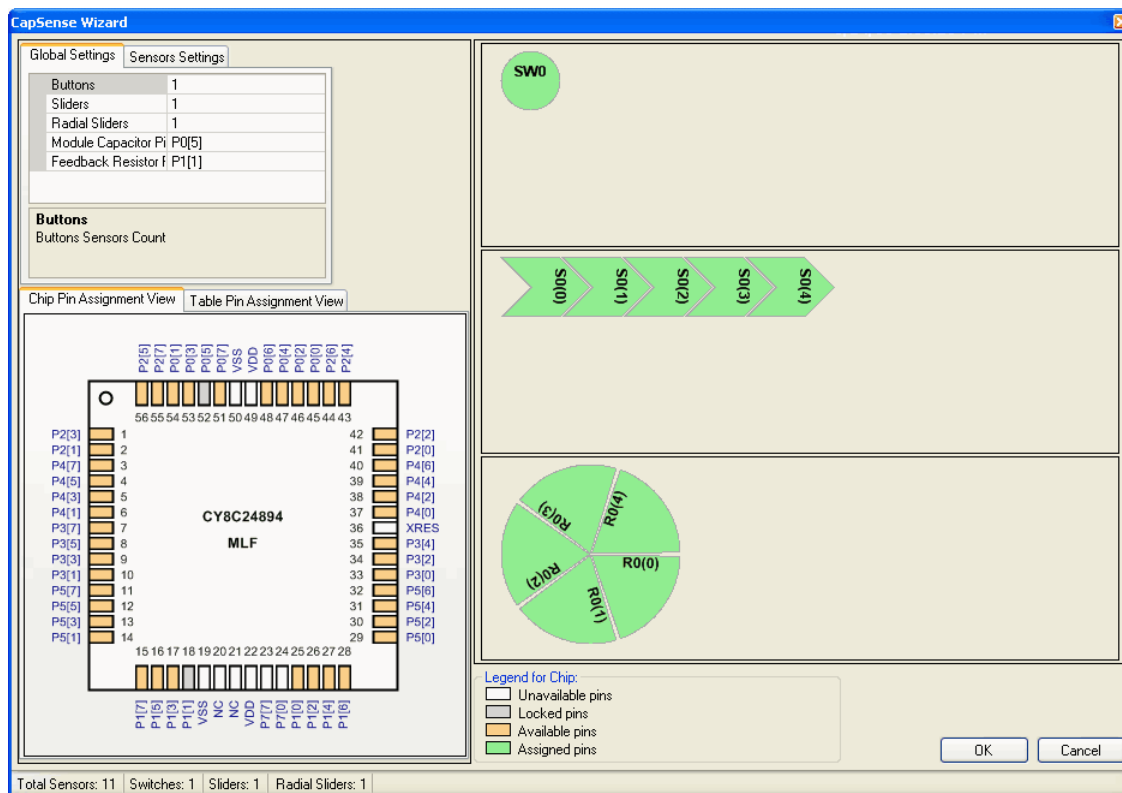 CapSense Wizard
Global Settings
Sensors Settings
Buttons 1
Sliders 1
Radial Sliders 1
Module Capacitor Pi P0[5]
Feedback Resistor F P1[1]
Buttons
Buttons Sensors Count
Chip Pin Assignment View
Table Pin Assignment View
P2[5] P2[7] P0[1] P0[3] P0[5] P0[7] VSS VDD P0[6] P0[4] P0[2] P0[0] P2[6] P2[4]
56 55 54 53 52 51 50 49 48 47 46 45 44 43
P2[3] 1 42 P2[2]
P2[1] 2 41 P2[0]
P4[7] 3 40 P4[6]
P4[5] 4 39 P4[4]
P4[3] 5 38 P4[2]
P4[1] 6 37 P4[0]
P3[7] 7 36 XRES
P3[5] 8 35 P3[4]
P3[3] 9 34 P3[2]
P3[1] 10 33 P3[0]
P5[7] 11 32 P5[6]
P5[5] 12 31 P5[4]
P5[3] 13 30 P5[2]
P5[1] 14 29 P5[0]
CY8C24894
MLF
15 16 17 18 19 20 21 22 23 24 25 26 27 28
P1[7] P1[5] P1[3] P1[1] VSS NC NC VDD P7[7] P7[0] P1[0] P1[2] P1[4] P1[6]
SW0
S0(0) S0(1) S0(2) S0(3) S0(4)
R0(3) R0(4)
R0(2) R0(0)
R0(1)
Legend for Chip:
Unavailable pins
Locked pins
Available pins
Assigned pins
OK
Cancel
Total Sensors: 11 Switches: 1 Sliders: 1 Radial Sliders: 1